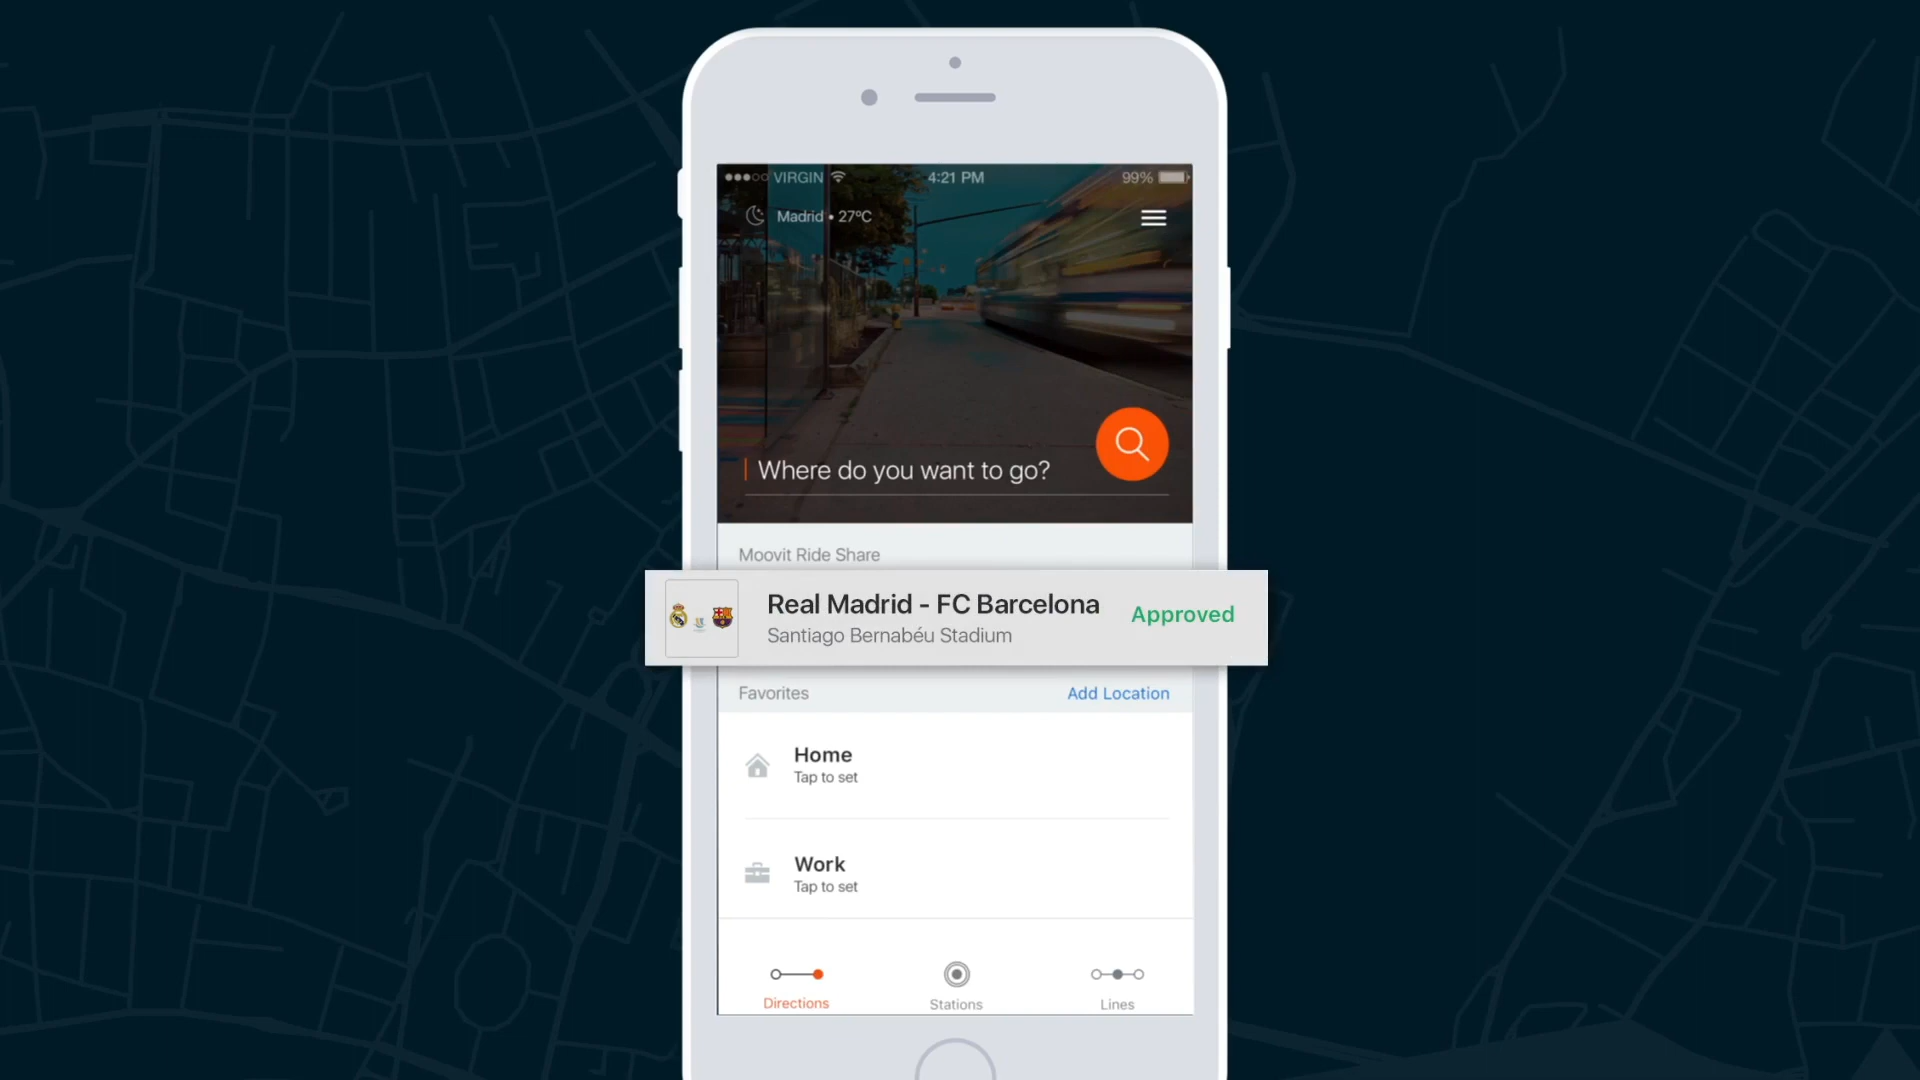 VIRGIN 4:21 PM 99%
Madrid • 27ºC
Where do you want to go?
Moovit Ride Share
Real Madrid - FC Barcelona
Approved
Santiago Bernabéu Stadium
Favorites Add Location
Home
Tap to set
Work
Tap to set
Directions Stations Lines